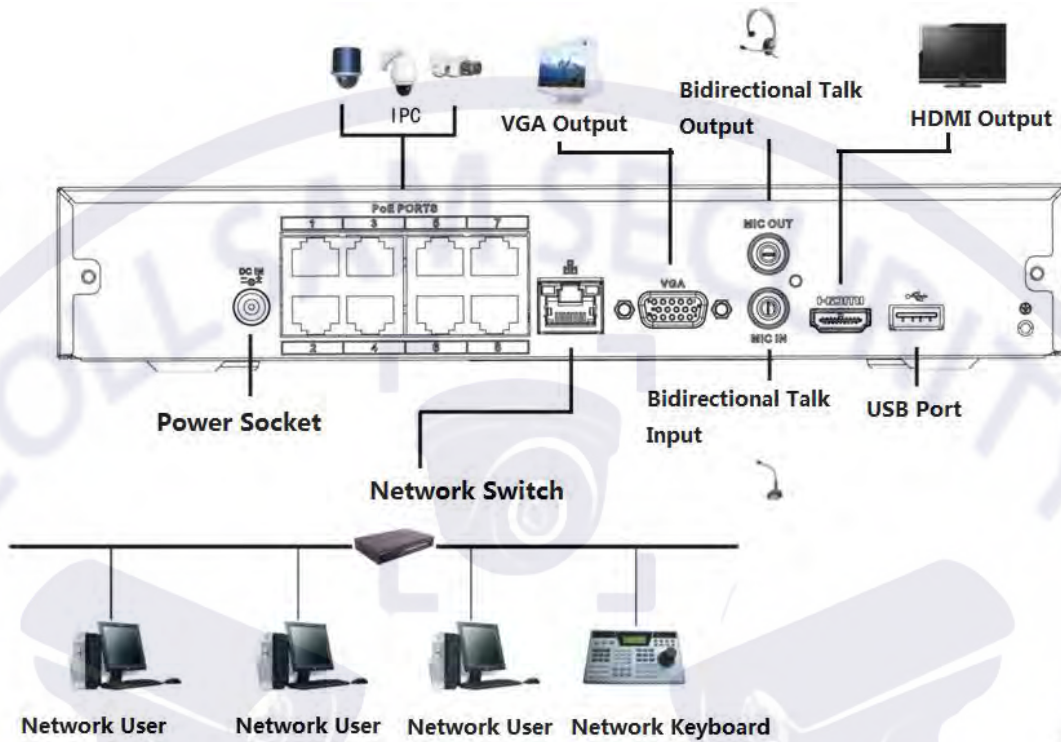 IPC
VGA Output
Bidirectional Talk
Output
HDMI Output
PoE PORTS
1 3 5 7
MIC OUT
DC IN
VGA
HDMI
2 4 6 8
MIC IN
Power Socket
Bidirectional Talk
Input
USB Port
Network Switch
Network User
Network User
Network User
Network Keyboard
SAM SECURITY